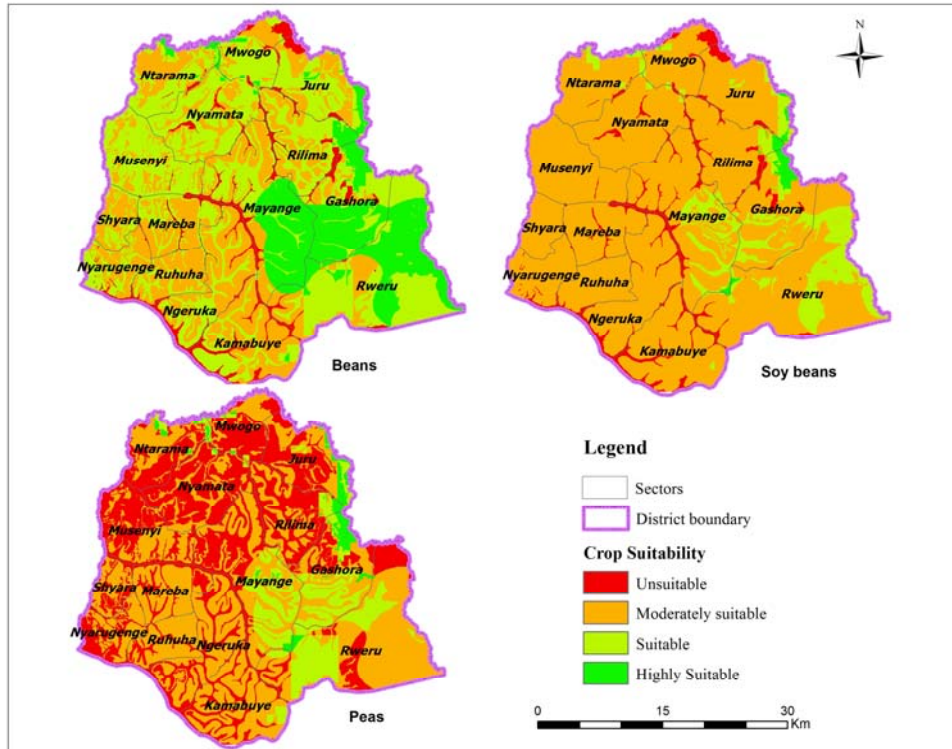 Mwogo
Ntarama
Juru
Nyamata
Musenyi
Rilima
Mayange
Gashora
Shyara
Mareba
Nyarugenge
Ruhuha
Rweru
Ngeruka
Kamabuye
Beans
N
Mwogo
Ntarama
Juru
Nyamata
Musenyi
Rilima
Mayange
Gashora
Shyara
Mareba
Nyarugenge
Ruhuha
Rweru
Ngeruka
Kamabuye
Soy beans
Mwogo
Ntarama
Juru
Nyamata
Musenyi
Rilima
Mayange
Gashora
Shyara
Mareba
Nyarugenge
Ruhuha
Ngeruka
Rweru
Kamabuye
Peas
Legend
Sectors
District boundary
Crop Suitability
Unsuitable
Moderately suitable
Suitable
Highly Suitable
0 15 30
Km